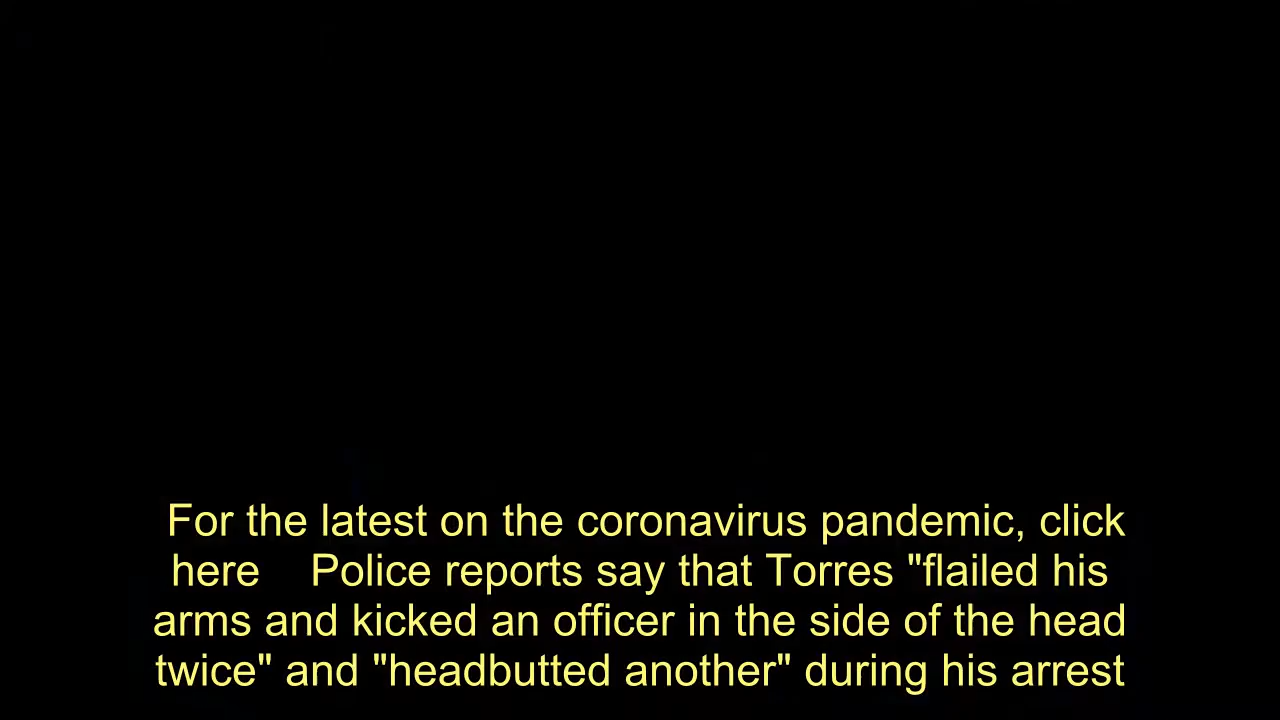 For the latest on the coronavirus pandemic, click
here    Police reports say that Torres "flailed his
arms and kicked an officer in the side of the head
twice" and "headbutted another" during his arrest